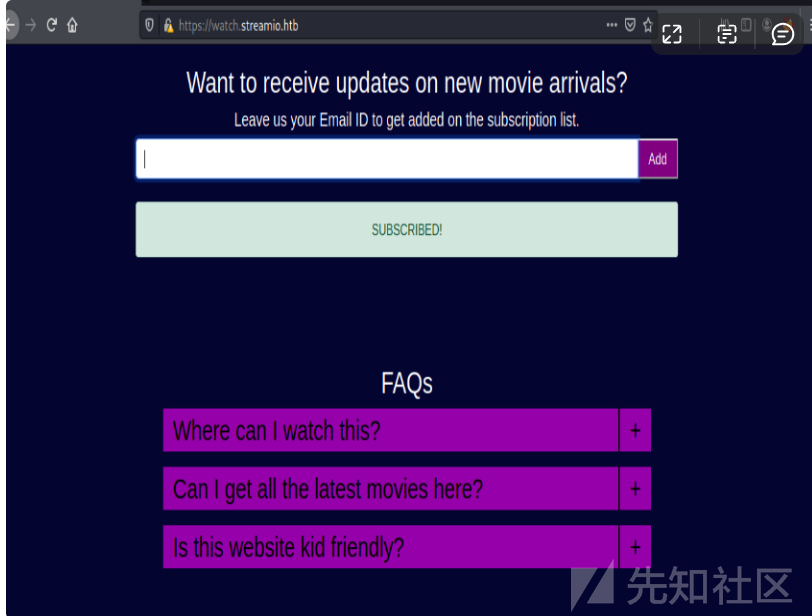 https://watch.streamio.htb
Want to receive updates on new movie arrivals?
Leave us your Email ID to get added on the subscription list.
Add
SUBSCRIBED!
FAQs
Where can I watch this?
+
Can I get all the latest movies here?
+
Is this website kid friendly?
+
先知社区